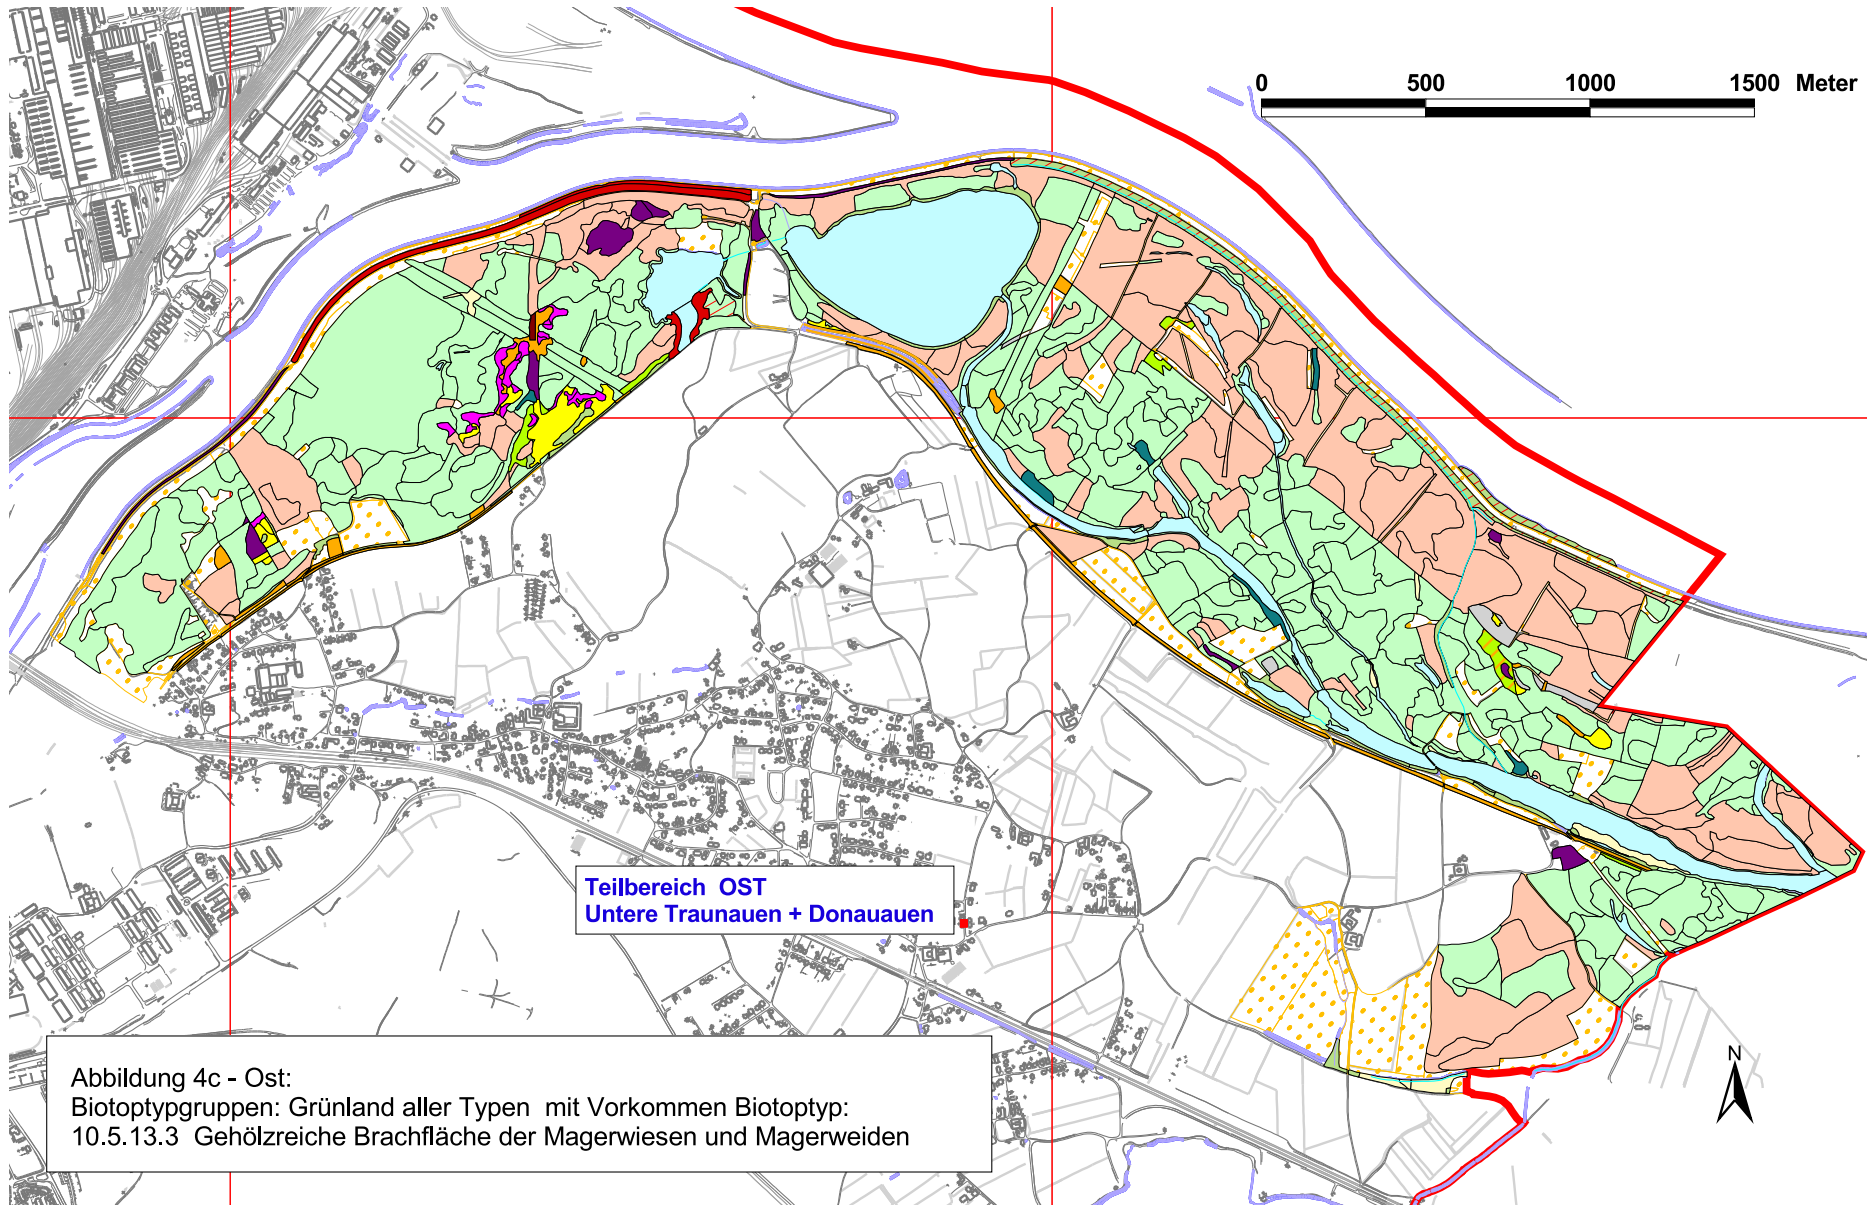 0 500 1000 1500 Meter
Teilbereich OST
Untere Traunauen + Donauauen
N
Abbildung 4c - Ost:
Biotoptypgruppen: Grünland aller Typen mit Vorkommen Biotoptyp:
10.5.13.3 Gehölzreiche Brachfläche der Magerwiesen und Magerweiden